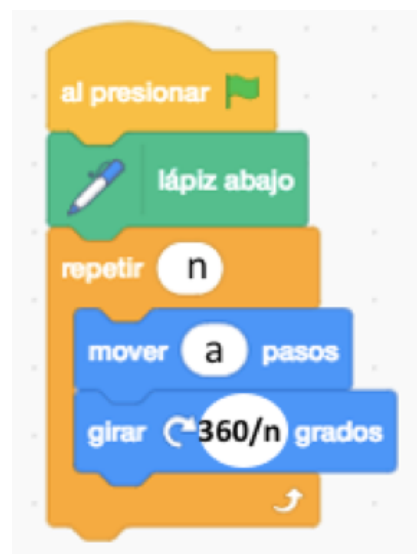 al presionar
lápiz abajo
repetir n
mover a pasos
girar 360/n grados